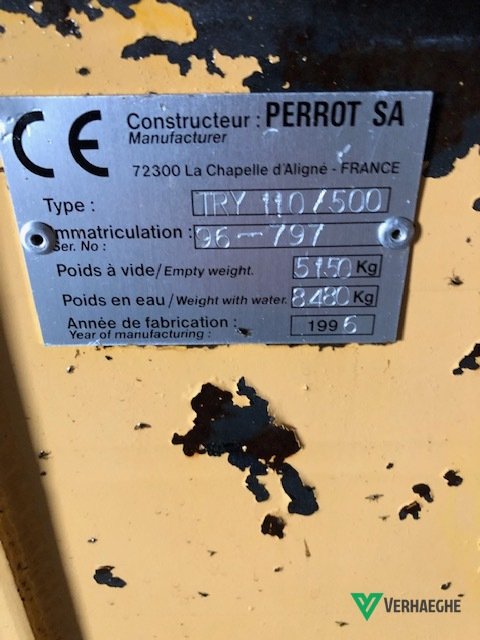 CE
Constructeur : PERROT SA
Manufacturer
72300 La Chapelle d'Aligné - FRANCE
Type : TRY 110/500
mmatriculation : 96-797
Ser. No :
Poids à vide/Empty weight. 5150 Kg
Poids en eau/Weight with water. 8480 Kg
Année de fabrication : 1996
Year of manufacturing :
VERHAEGHE